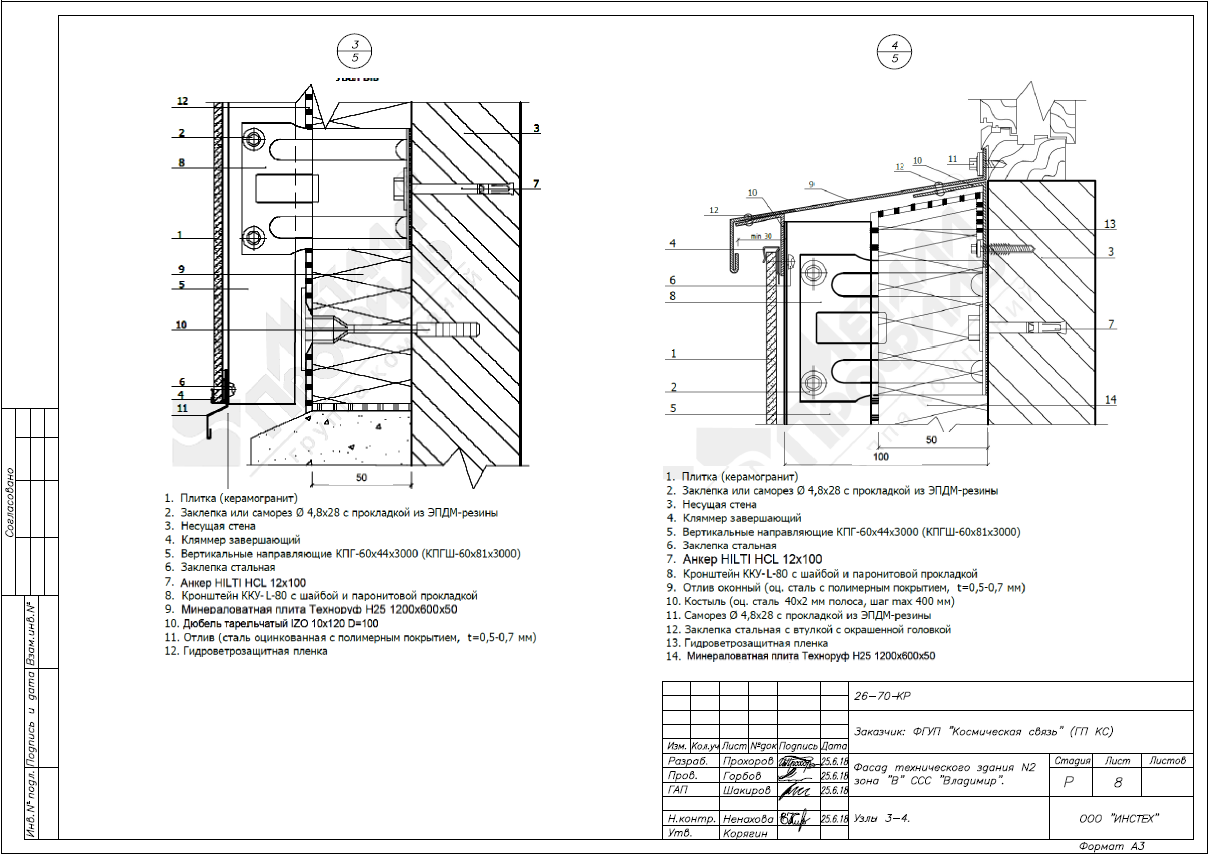 3
5
12
2
8
1
9
5
10
6
4
11
3
7
50
1. Плитка (керамогранит)
2. Заклепка или саморез Ø 4,8х28 с прокладкой из ЭПДМ-резины
3. Несущая стена
4. Кляммер завершающий
5. Вертикальные направляющие КПГ-60х44х3000 (КПГШ-60х81х3000)
6. Заклепка стальная
7. Анкер HILTI HCL 12х100
8. Кронштейн ККУ-L-80 с шайбой и паронитовой прокладкой
9. Минераловатная плита Техноруф Н25 1200х600х50
10. Дюбель тарельчатый IZO 10х120 D=100
11. Отлив (сталь оцинкованная с полимерным покрытием, t=0,5-0,7 мм)
12. Гидроветрозащитная пленка
4
5
12
10
9
12
10
11
min 30
4
6
8
1
2
5
13
3
7
14
50
100
1. Плитка (керамогранит)
2. Заклепка или саморез Ø 4,8х28 с прокладкой из ЭПДМ-резины
3. Несущая стена
4. Кляммер завершающий
5. Вертикальные направляющие КПГ-60х44х3000 (КПГШ-60х81х3000)
6. Заклепка стальная
7. Анкер HILTI HCL 12х100
8. Кронштейн ККУ-L-80 с шайбой и паронитовой прокладкой
9. Отлив оконный (оц. сталь с полимерным покрытием, t=0,5-0,7 мм)
10. Костыль (оц. сталь 40х2 мм полоса, шаг max 400 мм)
11. Саморез Ø 4,8х28 с прокладкой из ЭПДМ-резины
12. Заклепка стальная с втулкой с окрашенной головкой
13. Гидроветрозащитная пленка
14. Минераловатная плита Техноруф Н25 1200х600х50
26-70-КР
Заказчик: ФГУП "Космическая связь" (ГП КС)
Изм. Кол.уч Лист №док Подпись Дата
Разраб. Прохоров 25.6.18
Пров. Горбов 25.6.18
ГАП Шакиров 25.6.18
Н.контр. Ненахова 25.6.18
Утв. Корягин
Фасад технического здания N2
зона "В" ССС "Владимир".
Стадия Лист Листов
Р 8
Узлы 3-4.
ООО "ИНСТЕХ"
Формат А3
Согласовано
Взам.инв.№
Подпись и дата
Инв.№ подл.